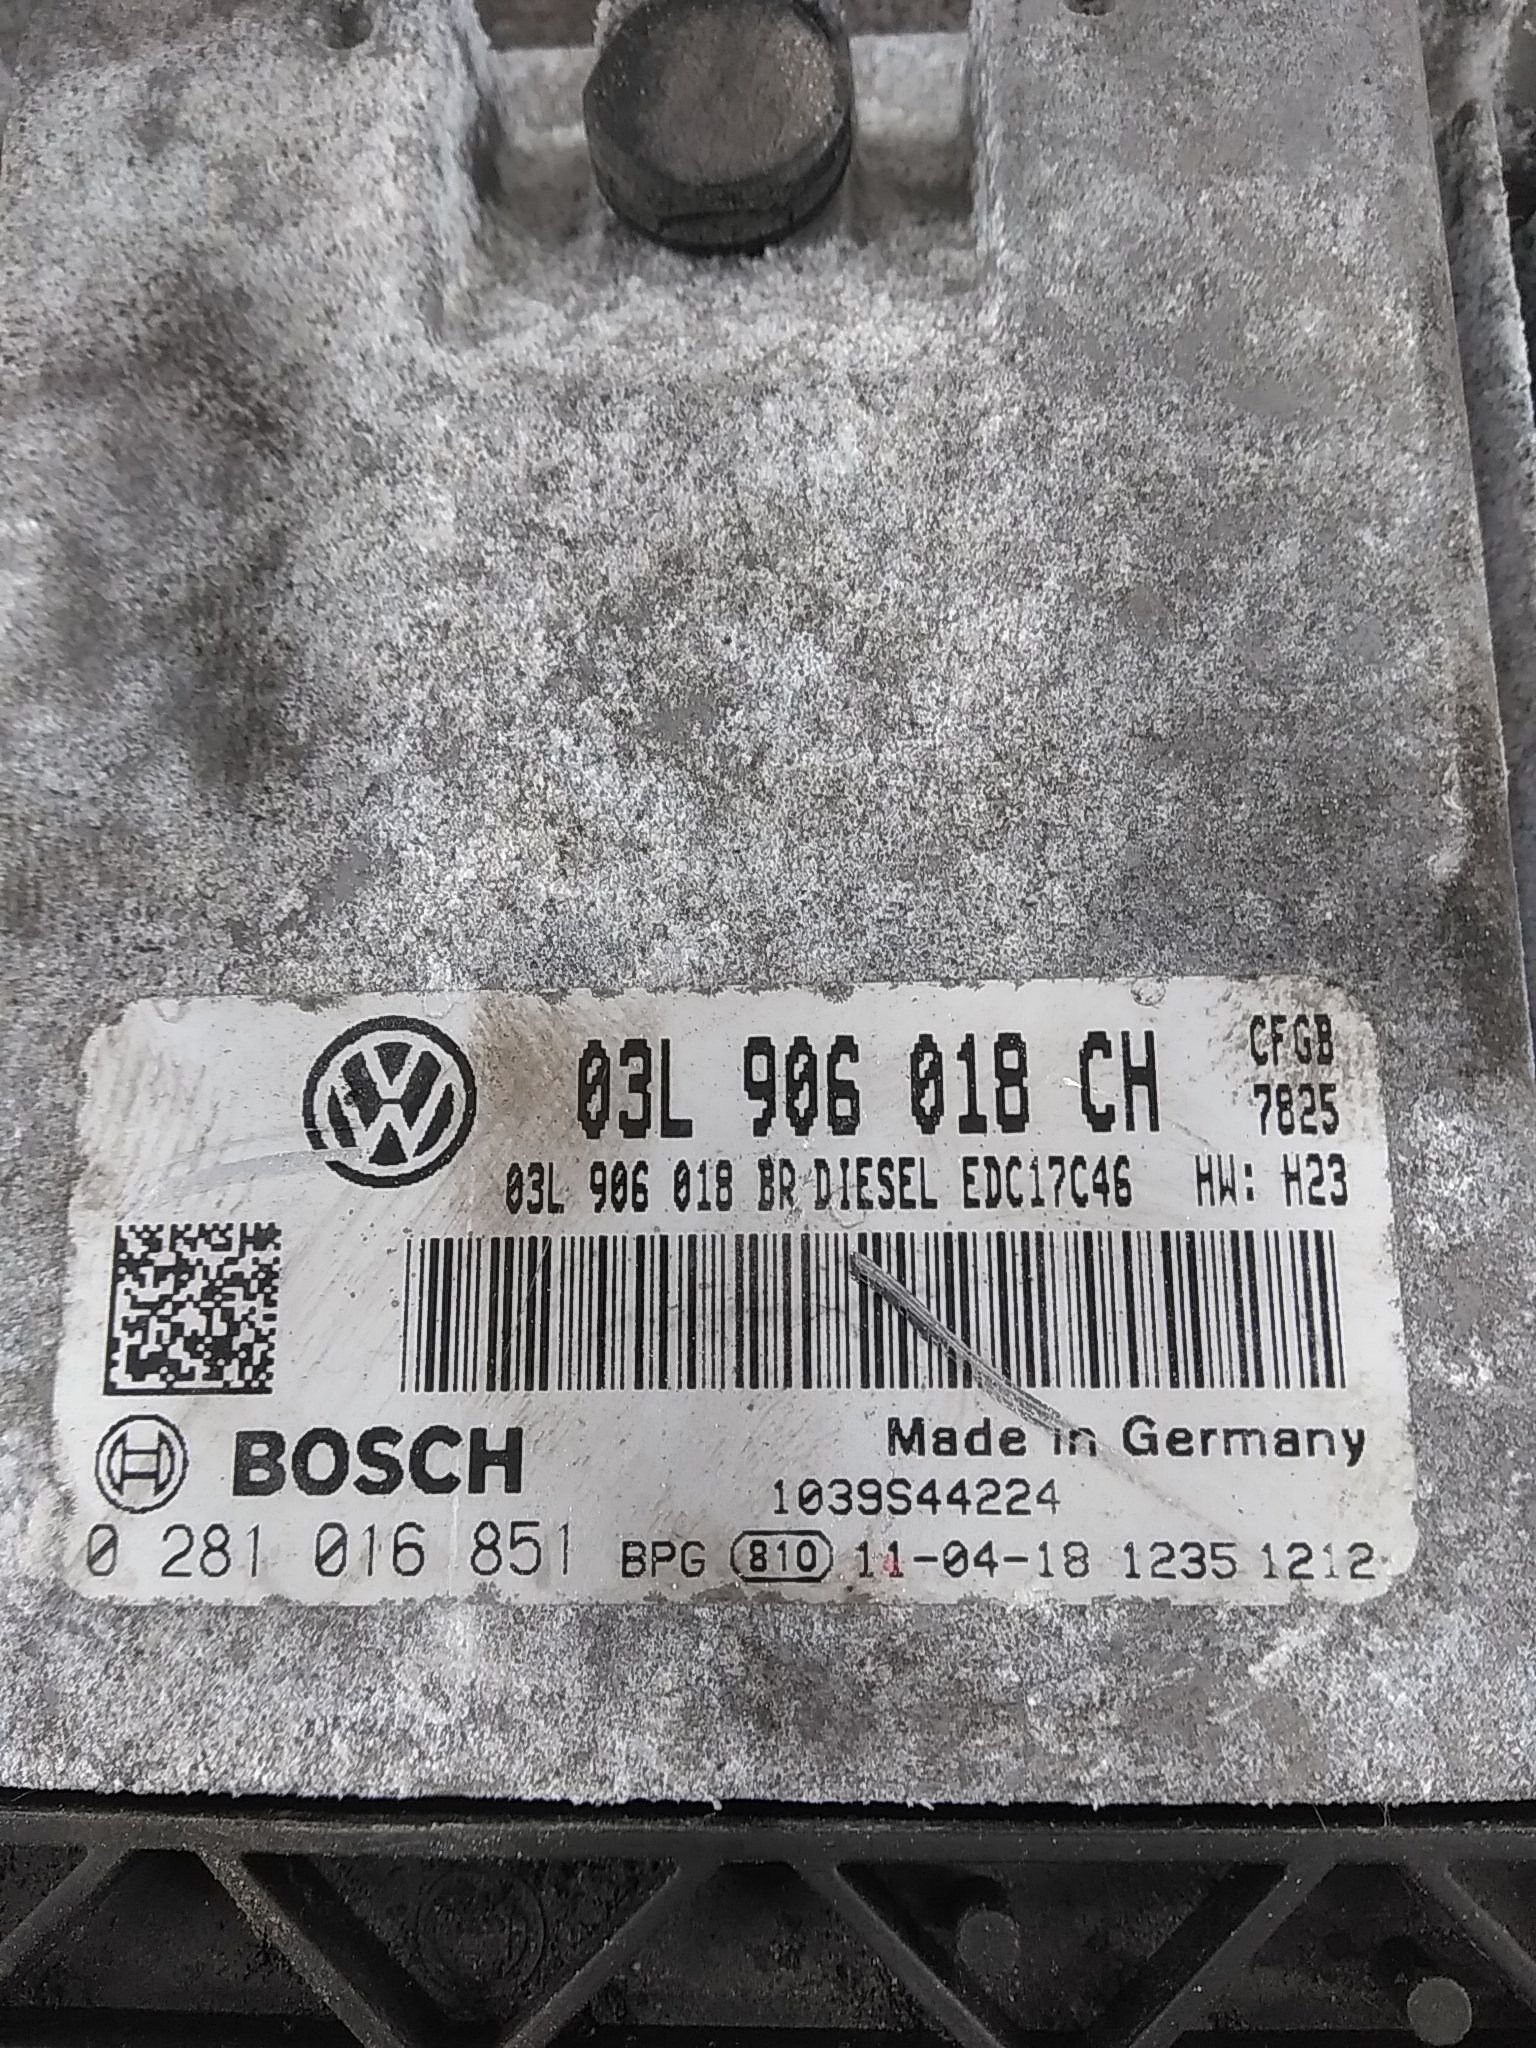 03L 906 018 CH CFGB
7825
03L 906 018 BR DIESEL EDC17C46 HW: H23
BOSCH
Made in Germany
1039S44224
0 281 016 851 BPG 810 11-04-18 1235 1212